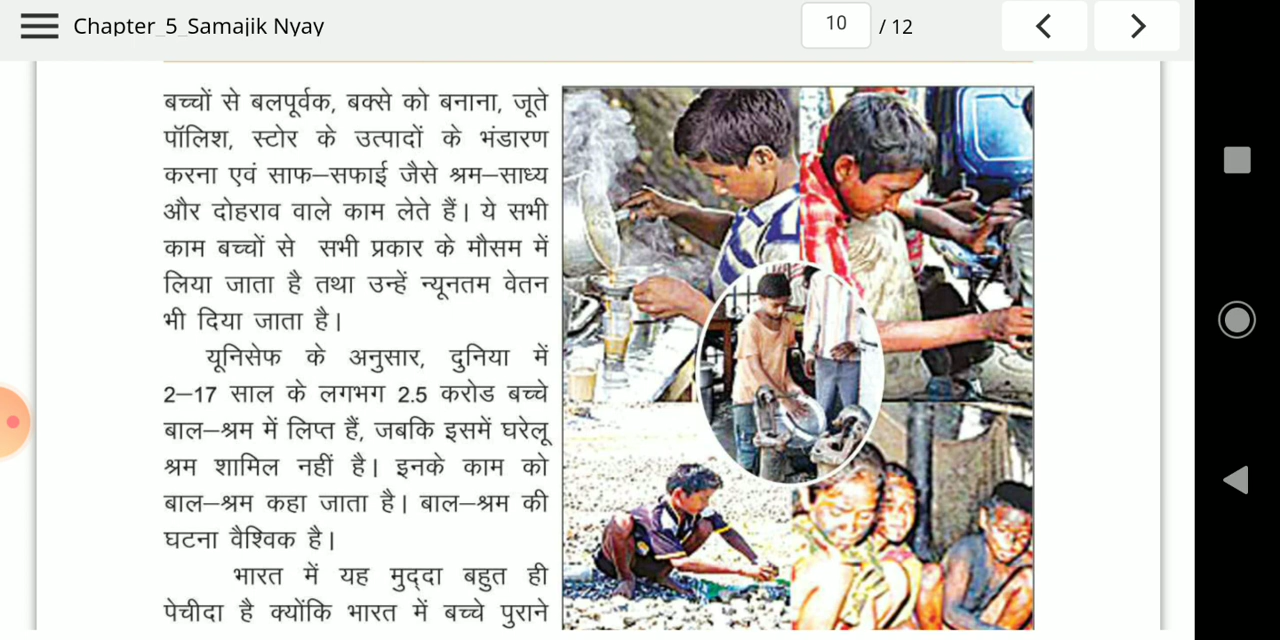 Chapter_5_Samajik Nyay
10 / 12
बच्चों से बलपूर्वक, बक्से को बनाना, जूते
पॉलिश, स्टोर के उत्पादों के भंडारण
करना एवं साफ–सफाई जैसे श्रम–साध्य
और दोहराव वाले काम लेते हैं। ये सभी
काम बच्चों से सभी प्रकार के मौसम में
लिया जाता है तथा उन्हें न्यूनतम वेतन
भी दिया जाता है।
यूनिसेफ के अनुसार, दुनिया में
2–17 साल के लगभग 2.5 करोड बच्चे
बाल–श्रम में लिप्त हैं, जबकि इसमें घरेलू
श्रम शामिल नहीं है। इनके काम को
बाल–श्रम कहा जाता है। बाल–श्रम की
घटना वैश्विक है।
भारत में यह मुद्दा बहुत ही
पेचीदा है क्योंकि भारत में बच्चे पुराने